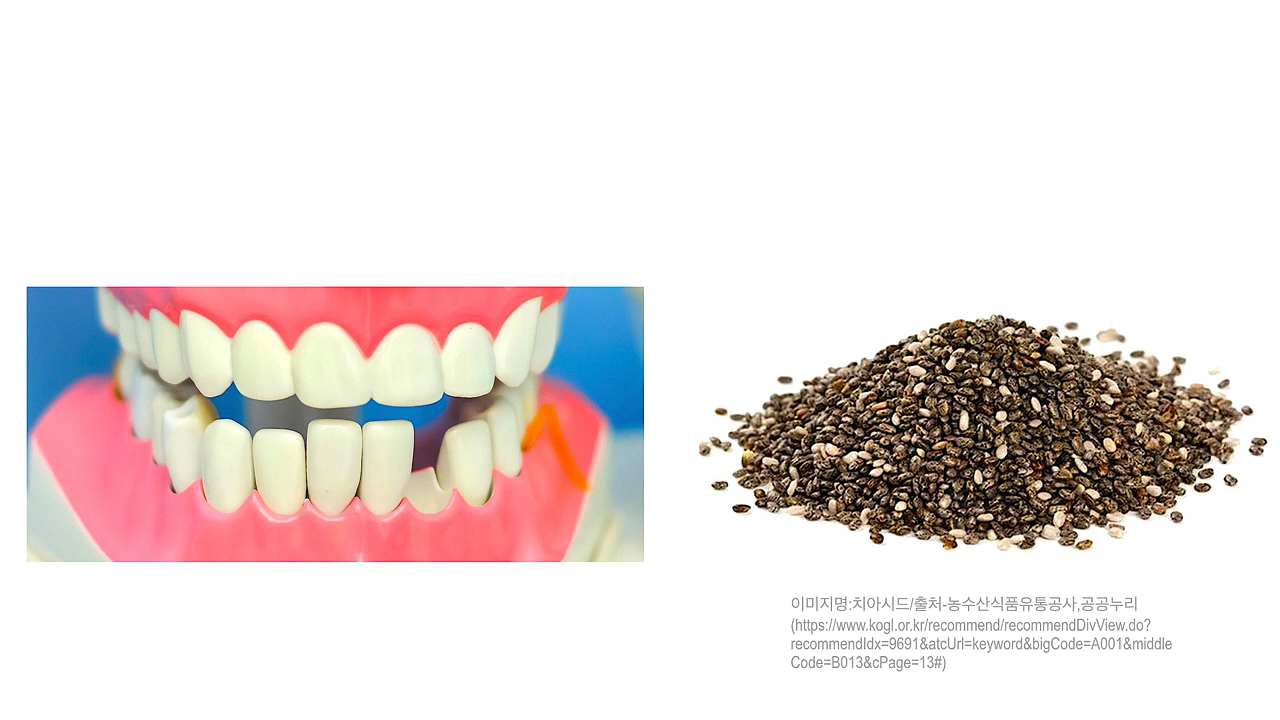 이미지명:치아시드/출처-농수산식품유통공사,공공누리
(https://www.kogl.or.kr/recommend/recommendDivView.do?
recommendIdx=9691&atcUrl=keyword&bigCode=A001&middle
Code=B013&cPage=13#)